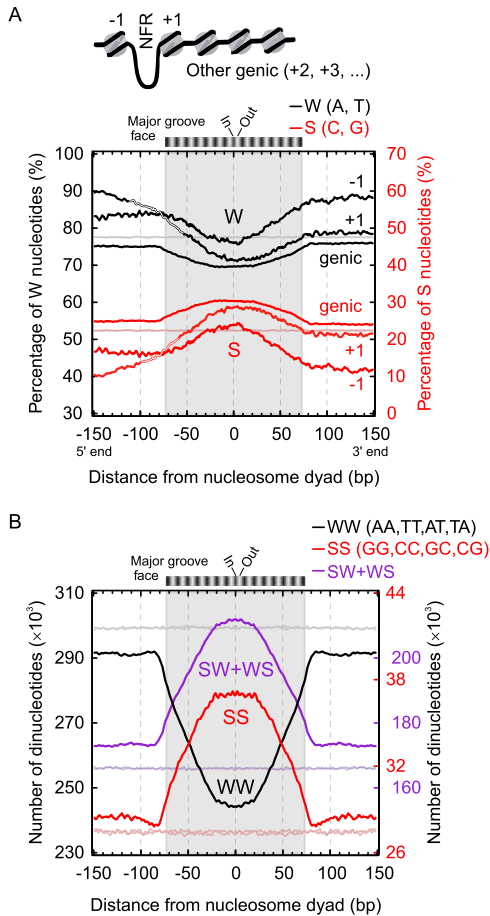 A
-1
NFR
+1
Other genic (+2, +3, ...)
W (A, T)
S (C, G)
Major groove
face
In
Out
Percentage of W nucleotides (%)
100
90
80
70
60
50
40
30
Percentage of S nucleotides (%)
70
60
50
40
30
20
10
0
W
-1
+1
genic
genic
S
+1
-1
-150 -100 -50 0 50 100 150
5' end 3' end
Distance from nucleosome dyad (bp)
B
WW (AA,TT,AT,TA)
SS (GG,CC,GC,CG)
SW+WS
Major groove
face
In
Out
Number of dinucleotides (×10³)
310
290
270
250
230
Number of dinucleotides (×10³)
44
38
32
26
200
180
160
SW+WS
SS
WW
-150 -100 -50 0 50 100 150
Distance from nucleosome dyad (bp)